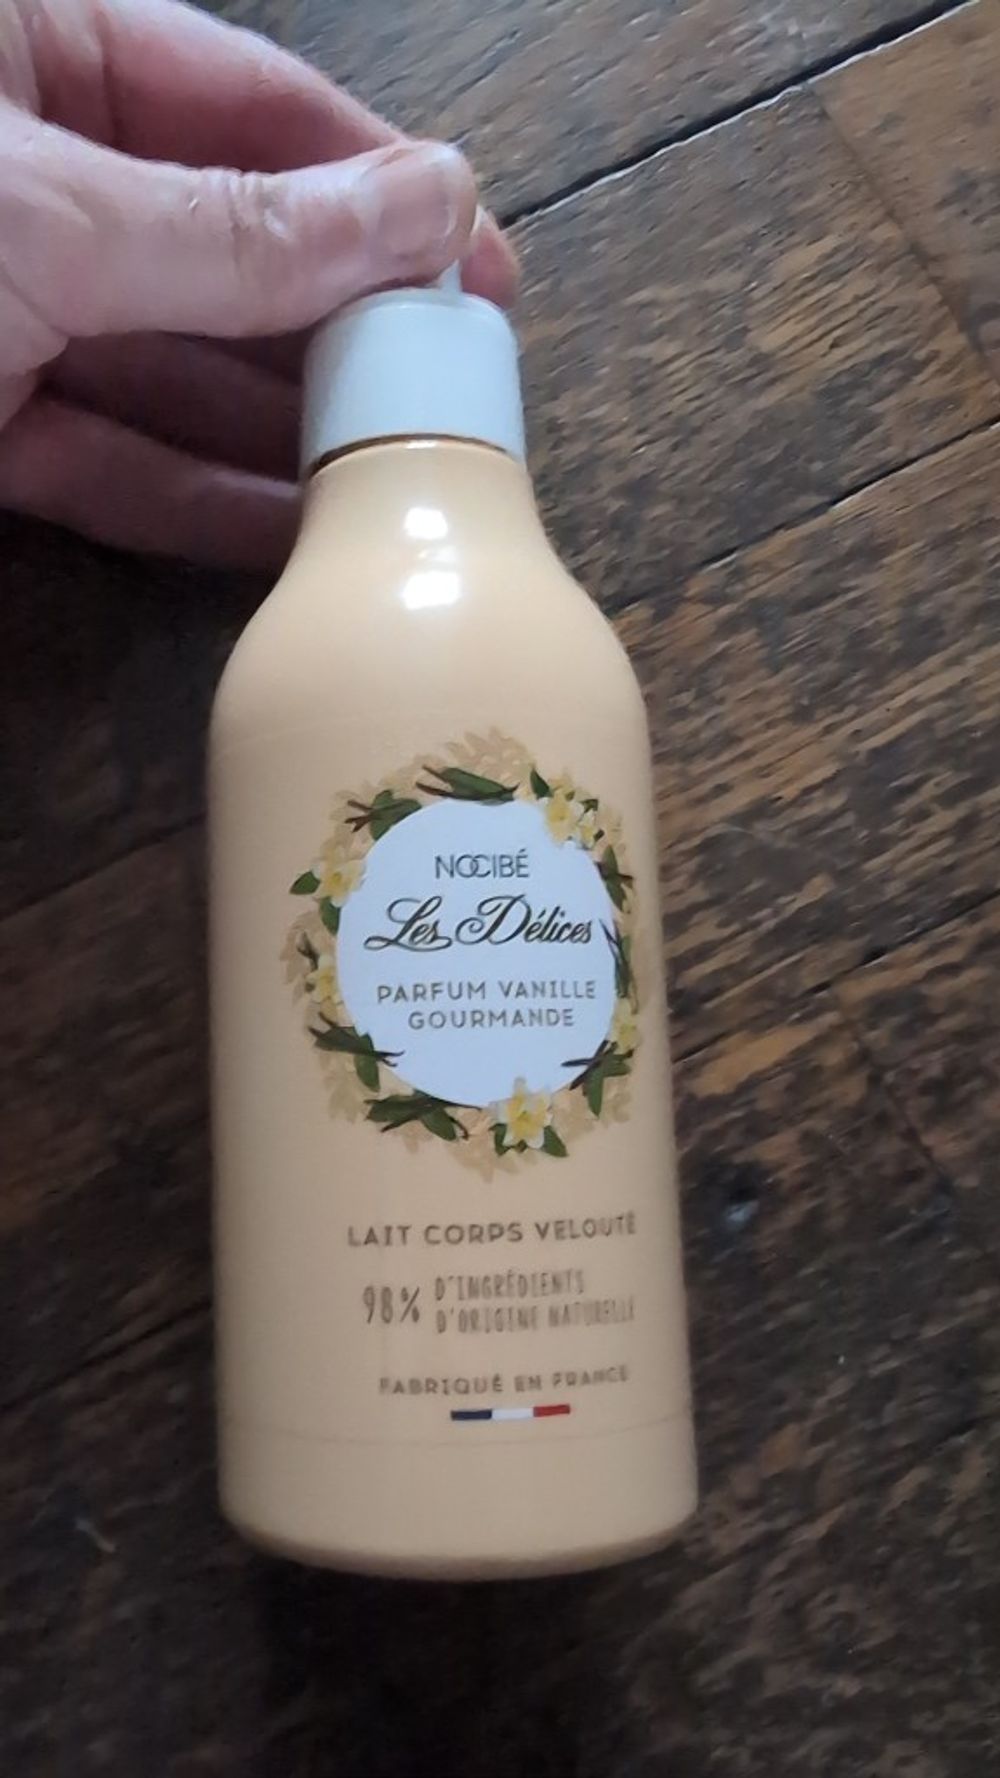 NOCIBÉ
Les Délices
PARFUM VANILLE
GOURMANDE
LAIT CORPS VELOUTÉ
98% D'INGRÉDIENTS
D'ORIGINE NATURELLE
FABRIQUÉ EN FRANCE